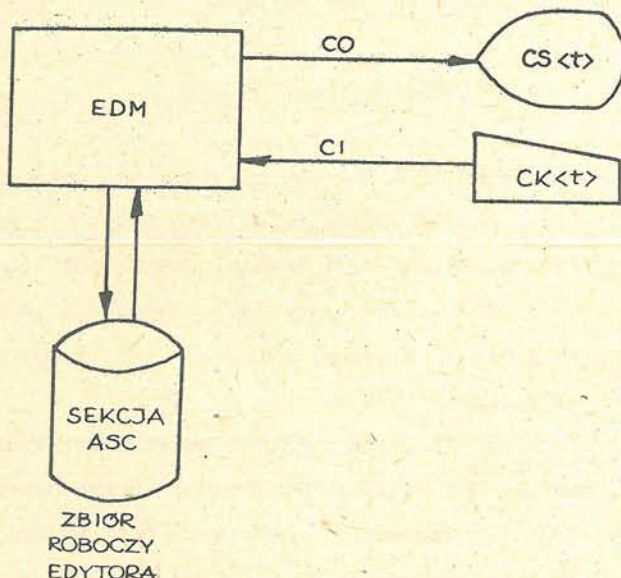 CO
CS<t>
EDM
CI
CK<t>
SEKCJA
ASC
ZBIÓR
ROBOCZY
EDYTORA